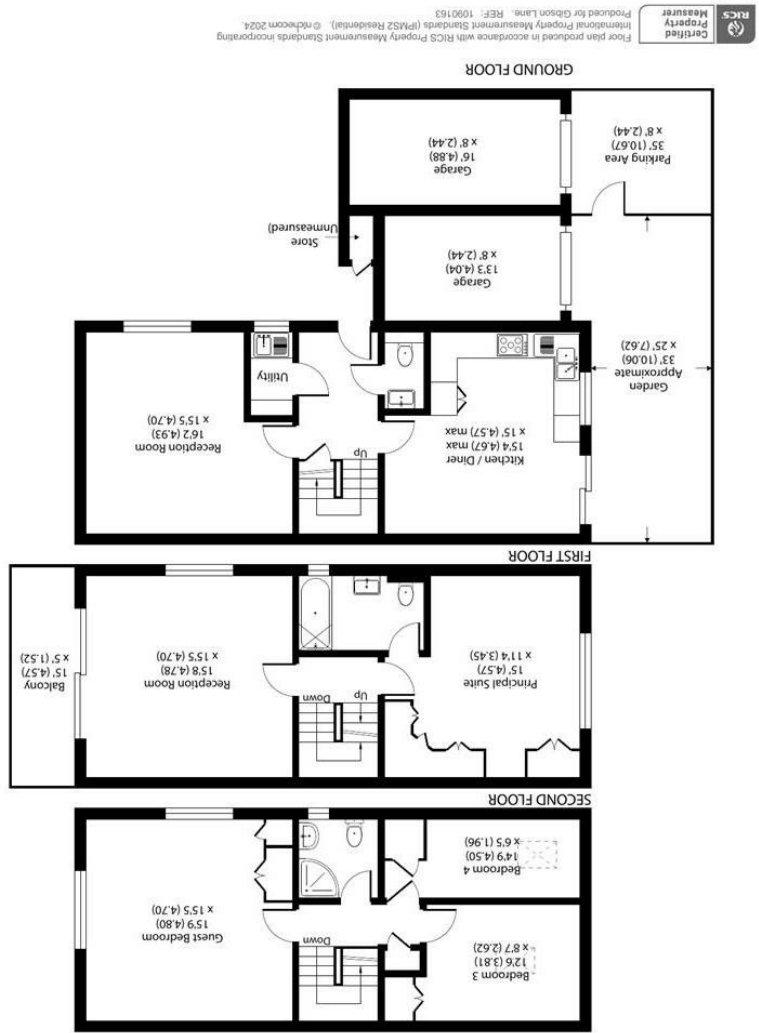 Bedroom 3
12'6 (3.81)
x 8'7 (2.62)
Down
Guest Bedroom
15'9 (4.80)
x 15'5 (4.70)
Bedroom 4
14'9 (4.50)
x 6'5 (1.96)
SECOND FLOOR
Principal Suite
15' (4.57)
x 11'4 (3.45)
Up
Down
Reception Room
15'8 (4.78)
x 15'5 (4.70)
Balcony
15' (4.57)
x 5' (1.52)
FIRST FLOOR
Kitchen / Diner
15'4 (4.67) max
x 15' (4.57) max
Up
Reception Room
16'2 (4.93)
x 15'5 (4.70)
Utility
Garden
Approximate
33' (10.06)
x 25' (7.62)
Garage
13'3 (4.04)
x 8' (2.44)
Store
Unmeasured)
Parking Area
35' (10.67)
x 8' (2.44)
Garage
16' (4.88)
x 8' (2.44)
GROUND FLOOR
RICS
Certified
Property
Measurer
Floor plan produced in accordance with RICS Property Measurement Standards incorporating
International Property Measurement Standards (IPMS2 Residential). © nichecom 2024.
Produced for Gibson Lane. REF: 1090163